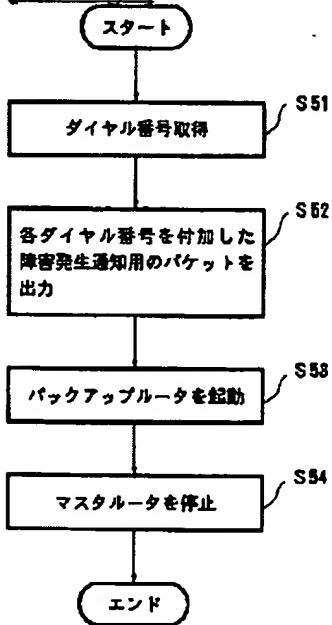 スタート
S51
ダイヤル番号取得
S52
各ダイヤル番号を付加した
障害発生通知用のパケットを
出力
S53
バックアップルータを起動
S54
マスタルータを停止
エンド